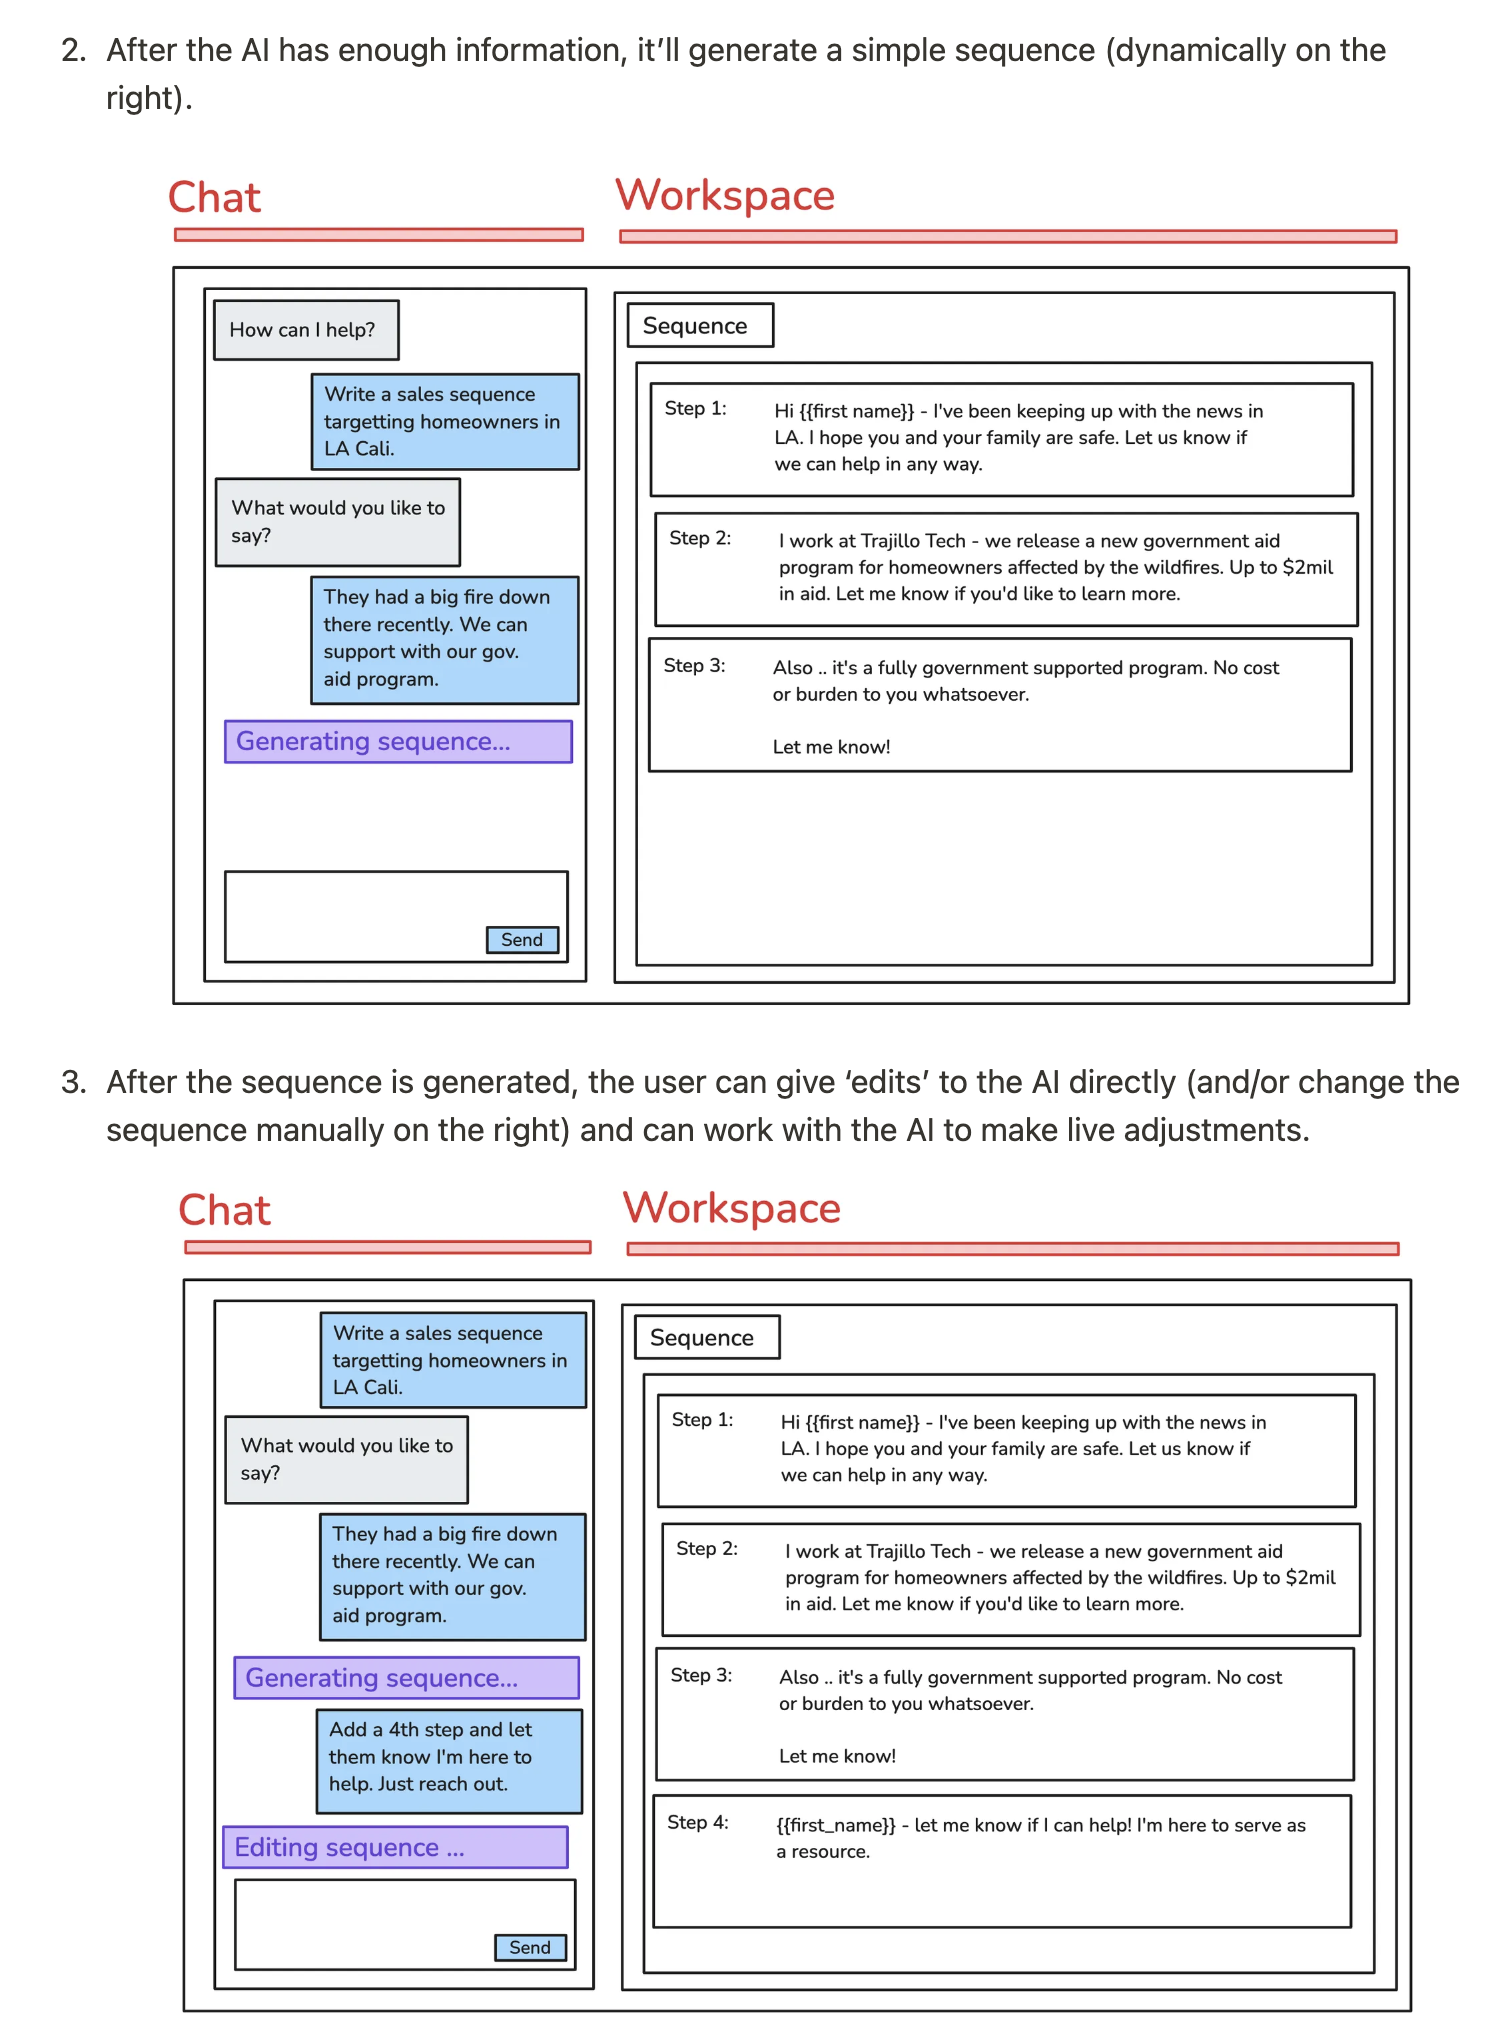 2. After the AI has enough information, it’ll generate a simple sequence (dynamically on the
right).
Chat
Workspace
How can I help?
Write a sales sequence
targetting homeowners in
LA Cali.
What would you like to
say?
They had a big fire down
there recently. We can
support with our gov.
aid program.
Generating sequence...
Send
Sequence
Step 1:
Hi {{first name}} - I've been keeping up with the news in
LA. I hope you and your family are safe. Let us know if
we can help in any way.
Step 2:
I work at Trajillo Tech - we release a new government aid
program for homeowners affected by the wildfires. Up to $2mil
in aid. Let me know if you'd like to learn more.
Step 3:
Also .. it's a fully government supported program. No cost
or burden to you whatsoever.
Let me know!
3. After the sequence is generated, the user can give ‘edits’ to the AI directly (and/or change the
sequence manually on the right) and can work with the AI to make live adjustments.
Chat
Workspace
Write a sales sequence
targetting homeowners in
LA Cali.
What would you like to
say?
They had a big fire down
there recently. We can
support with our gov.
aid program.
Generating sequence...
Add a 4th step and let
them know I'm here to
help. Just reach out.
Editing sequence ...
Send
Sequence
Step 1:
Hi {{first name}} - I've been keeping up with the news in
LA. I hope you and your family are safe. Let us know if
we can help in any way.
Step 2:
I work at Trajillo Tech - we release a new government aid
program for homeowners affected by the wildfires. Up to $2mil
in aid. Let me know if you'd like to learn more.
Step 3:
Also .. it's a fully government supported program. No cost
or burden to you whatsoever.
Let me know!
Step 4:
{{first_name}} - let me know if I can help! I'm here to serve as
a resource.